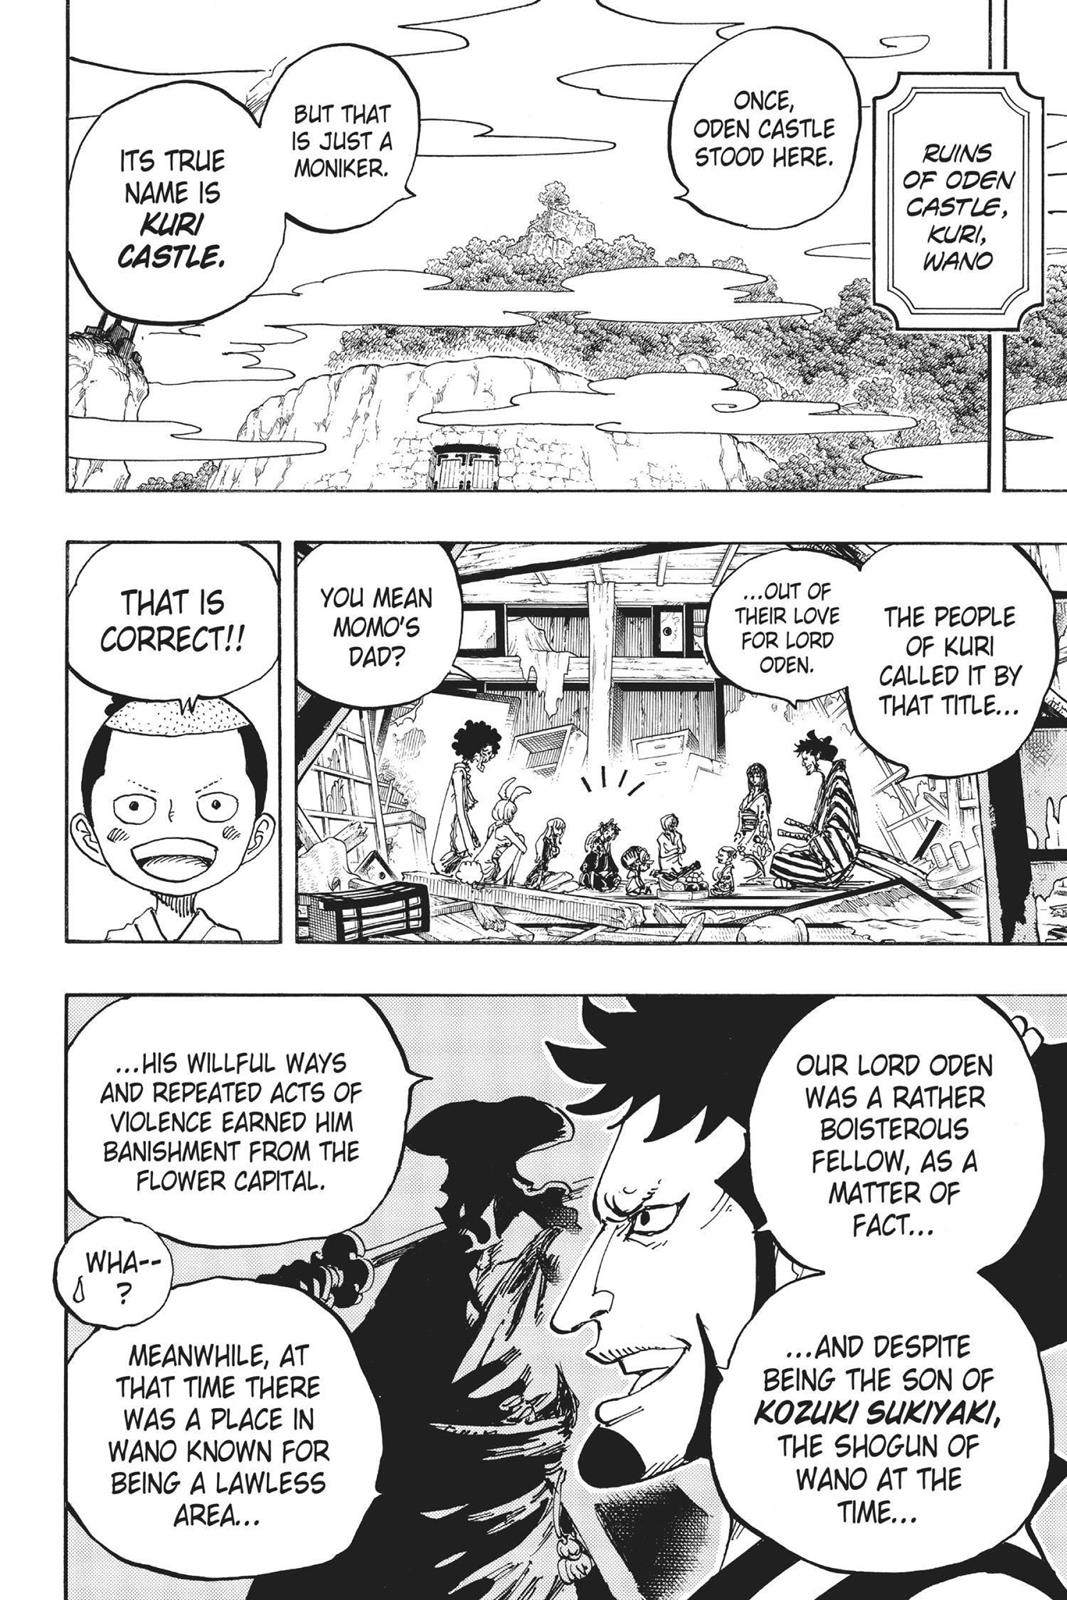 RUINS
OF ODEN
CASTLE,
KURI,
WANO
ONCE,
ODEN CASTLE
STOOD HERE.
BUT THAT
IS JUST A
MONIKER.
ITS TRUE
NAME IS
KURI
CASTLE.
THE PEOPLE
OF KURI
CALLED IT BY
THAT TITLE...
...OUT OF
THEIR LOVE
FOR LORD
ODEN.
YOU MEAN
MOMO'S
DAD?
THAT IS
CORRECT!!
OUR LORD ODEN
WAS A RATHER
BOISTEROUS
FELLOW, AS A
MATTER OF
FACT...
...AND DESPITE
BEING THE SON OF
KOZUKI SUKIYAKI,
THE SHOGUN OF
WANO AT THE
TIME...
...HIS WILLFUL WAYS
AND REPEATED ACTS OF
VIOLENCE EARNED HIM
BANISHMENT FROM THE
FLOWER CAPITAL.
WHA--
?
MEANWHILE, AT
THAT TIME THERE
WAS A PLACE IN
WANO KNOWN FOR
BEING A LAWLESS
AREA...